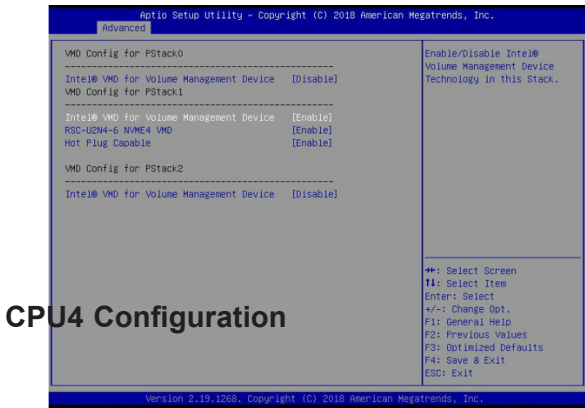 Aptio Setup Utility – Copyright (C) 2018 American Megatrends, Inc.
Advanced
VMD Config for PStack0
Intel® VMD for Volume Management Device [Disable]
VMD Config for PStack1
Intel® VMD for Volume Management Device [Enable]
RSC-U2N4-6 NVME4 VMD [Enable]
Hot Plug Capable [Enable]
VMD Config for PStack2
Intel® VMD for Volume Management Device [Disable]
Enable/Disable Intel®
Volume Management Device
Technology in this Stack.
→←: Select Screen
↑↓: Select Item
Enter: Select
+/-: Change Opt.
F1: General Help
F2: Previous Values
F3: Optimized Defaults
F4: Save & Exit
ESC: Exit
CPU4 Configuration
Version 2.19.1268. Copyright (C) 2018 American Megatrends, Inc.